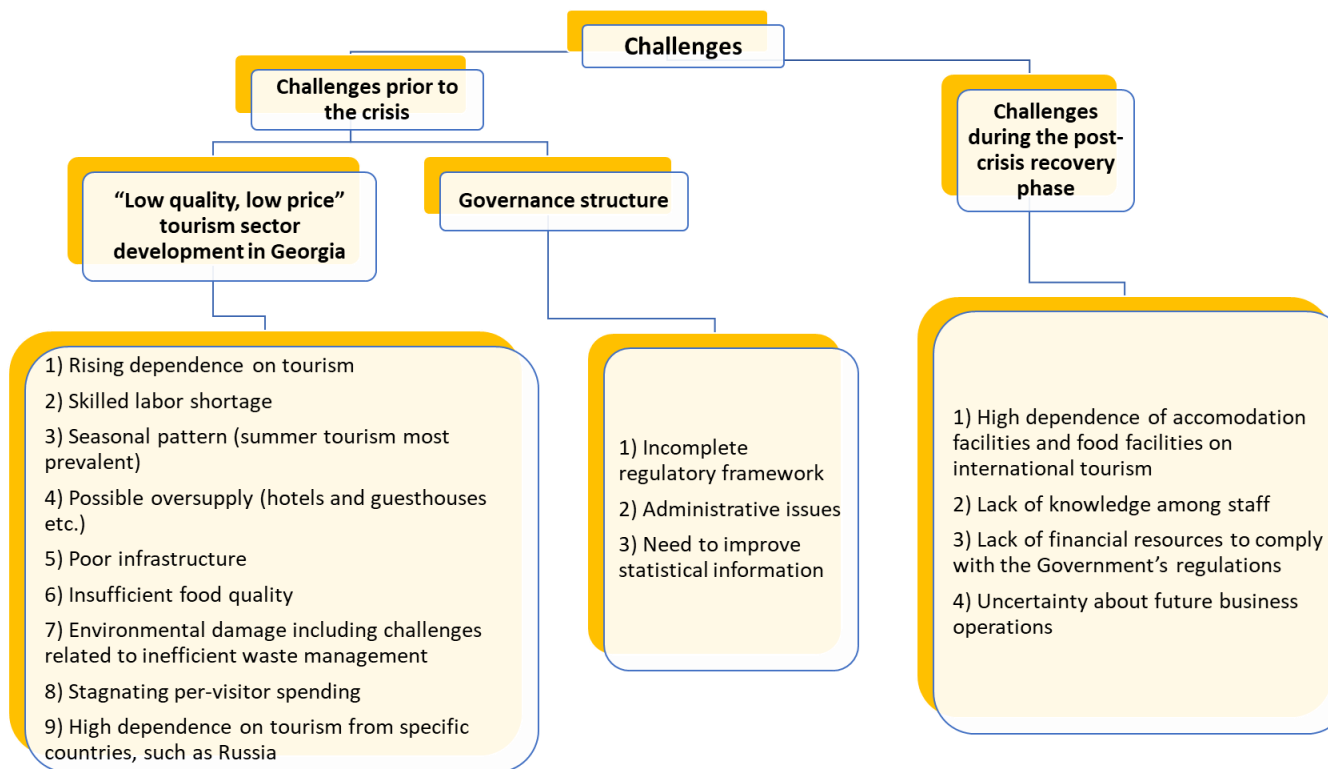 Challenges
Challenges prior to
the crisis
“Low quality, low price”
tourism sector
development in Georgia
1) Rising dependence on tourism
2) Skilled labor shortage
3) Seasonal pattern (summer tourism most
prevalent)
4) Possible oversupply (hotels and guesthouses
etc.)
5) Poor infrastructure
6) Insufficient food quality
7) Environmental damage including challenges
related to inefficient waste management
8) Stagnating per-visitor spending
9) High dependence on tourism from specific
countries, such as Russia
Governance structure
1) Incomplete
regulatory framework
2) Administrative issues
3) Need to improve
statistical information
Challenges
during the post-
crisis recovery
phase
1) High dependence of accomodation
facilities and food facilities on
international tourism
2) Lack of knowledge among staff
3) Lack of financial resources to comply
with the Government’s regulations
4) Uncertainty about future business
operations